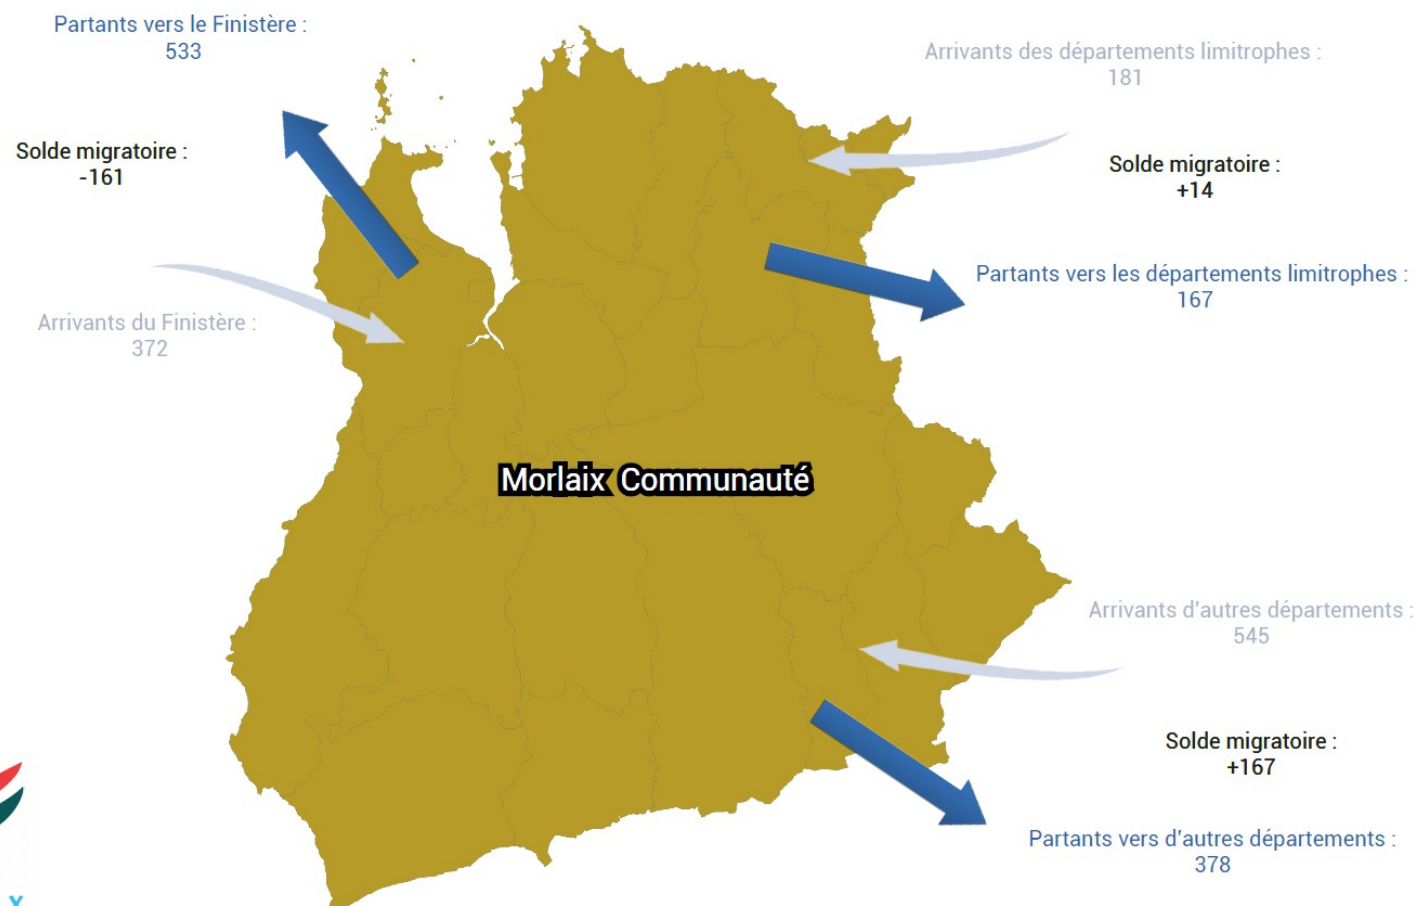 Partants vers le Finistère :
533
Arrivants des départements limitrophes :
181
Solde migratoire :
-161
Solde migratoire :
+14
Partants vers les départements limitrophes :
167
Arrivants du Finistère :
372
Morlaix Communauté
Arrivants d'autres départements :
545
Solde migratoire :
+167
Partants vers d'autres départements :
378
x